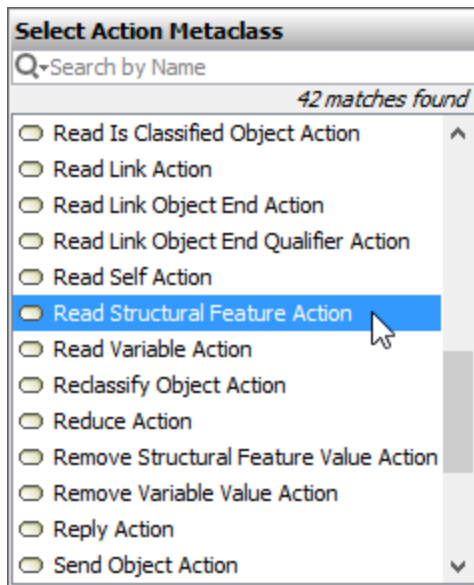 Select Action Metaclass
Search by Name
42 matches found
Read Is Classified Object Action
Read Link Action
Read Link Object End Action
Read Link Object End Qualifier Action
Read Self Action
Read Structural Feature Action
Read Variable Action
Reclassify Object Action
Reduce Action
Remove Structural Feature Value Action
Remove Variable Value Action
Reply Action
Send Object Action